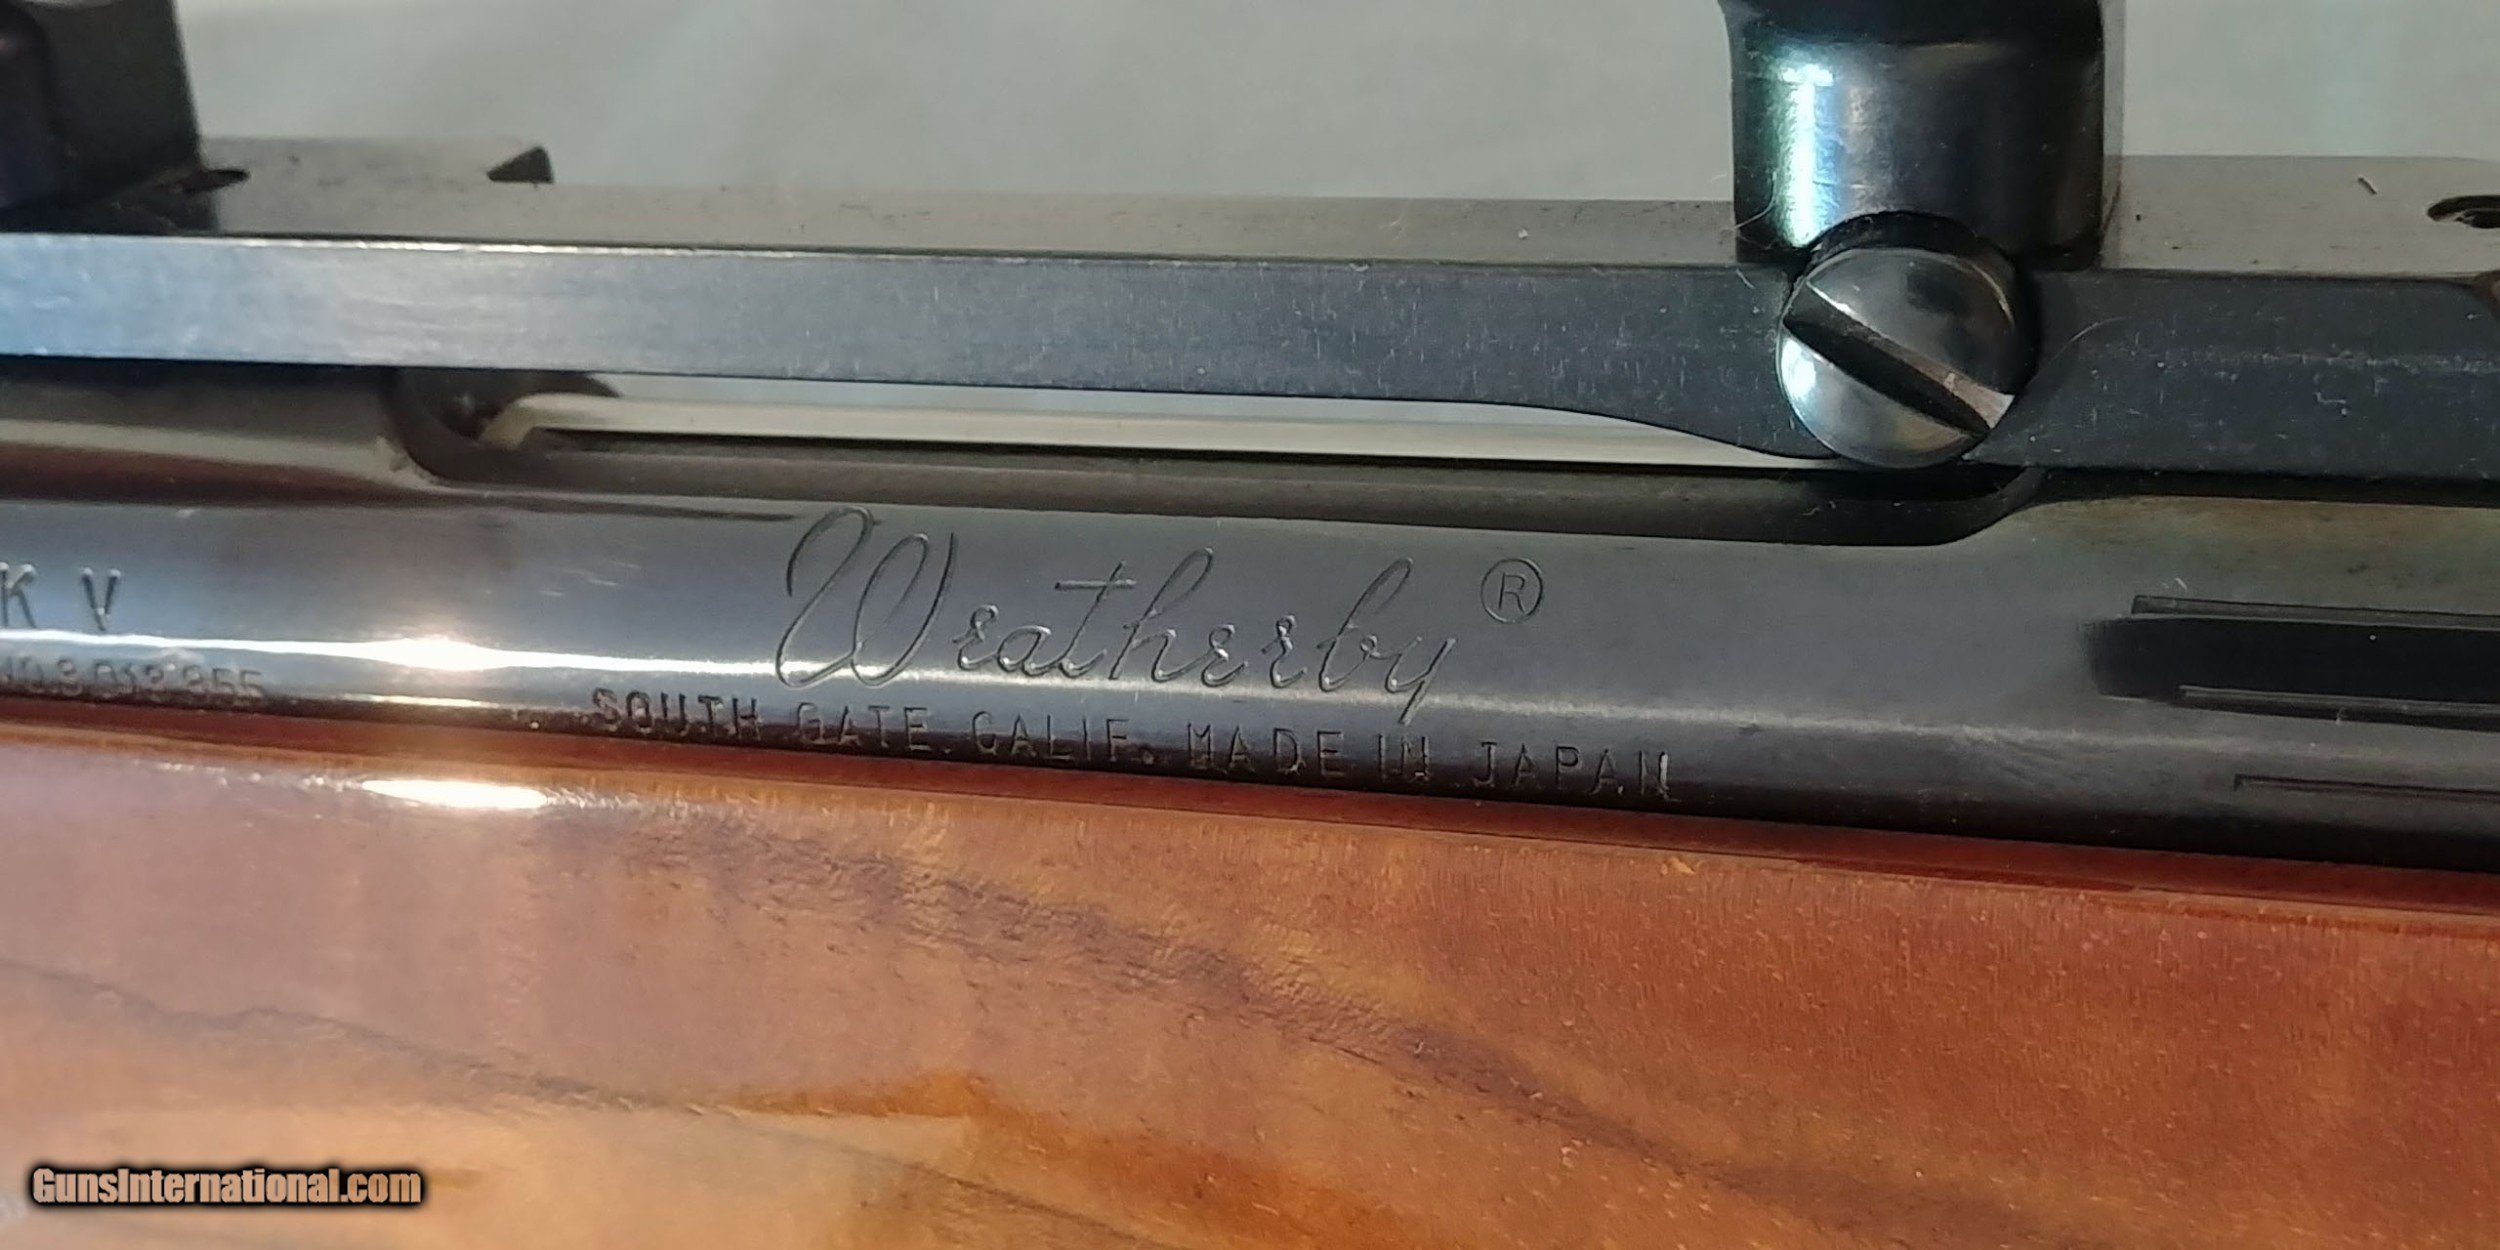 K V
Weatherby ®
SOUTH GATE, CALIF. MADE IN JAPAN
GunsInternational.com